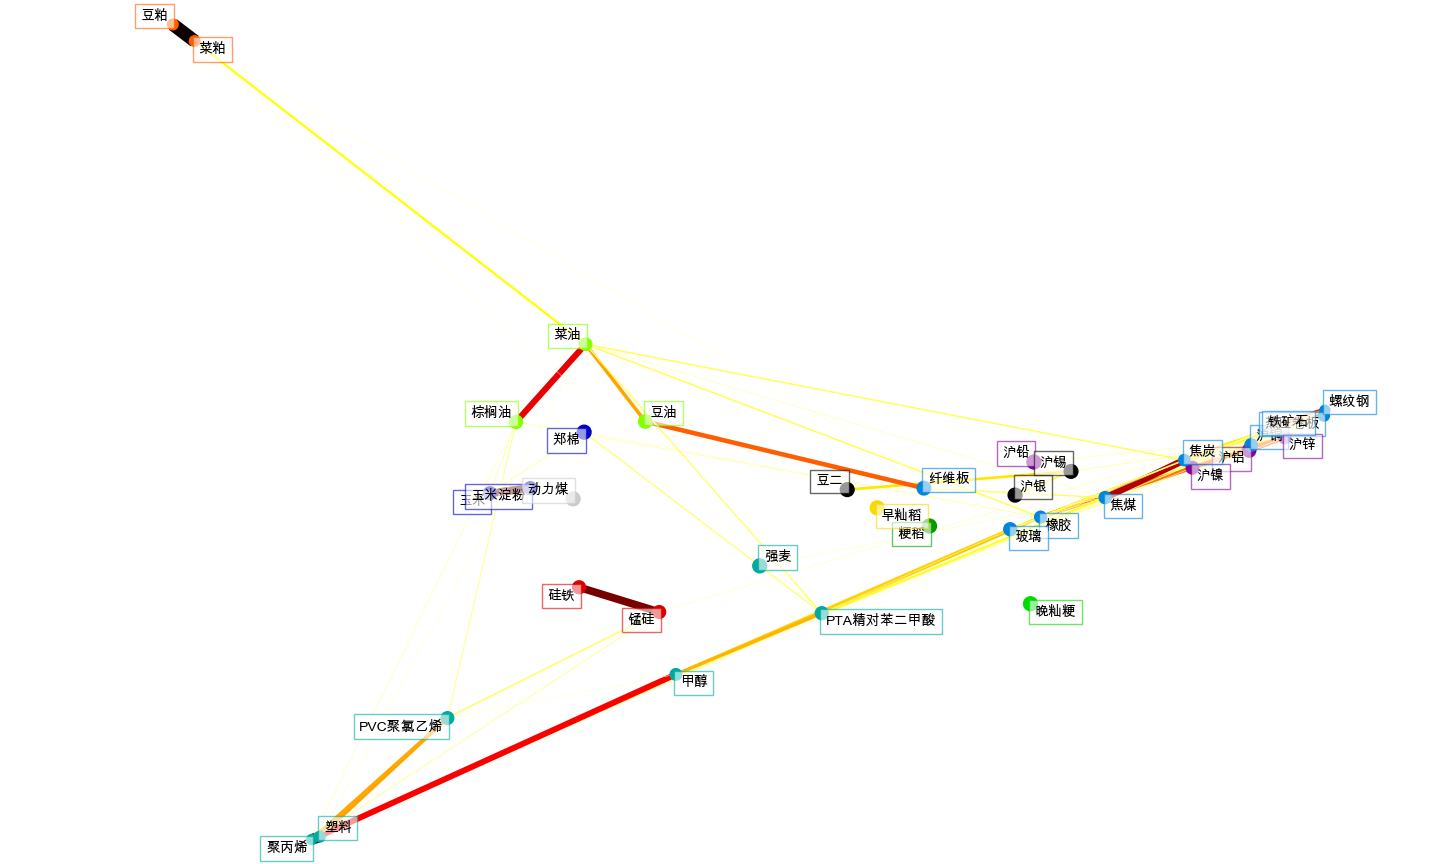 豆粕
菜粕
菜油
棕榈油
豆油
郑棉
螺纹钢
铁矿石
沪锌
沪铝
焦炭
沪镍
焦煤
沪铅
沪锡
沪银
纤维板
豆二
玉米
玉米淀粉
动力煤
早籼稻
粳稻
橡胶
玻璃
强麦
硅铁
锰硅
晚籼粳
PTA精对苯二甲酸
甲醇
PVC聚氯乙烯
塑料
聚丙烯